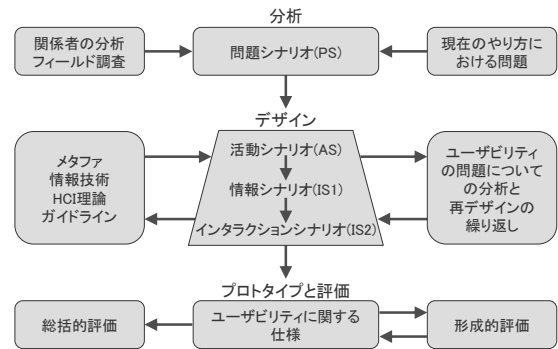 分析
関係者の分析
フィールド調査
問題シナリオ(PS)
現在のやり方に
おける問題
デザイン
メタファ
情報技術
HCI理論
ガイドライン
活動シナリオ(AS)
情報シナリオ(IS1)
インタラクションシナリオ(IS2)
ユーザビリティ
の問題について
の分析と
再デザインの
繰り返し
プロトタイプと評価
総括的評価
ユーザビリティに関する
仕様
形成的評価